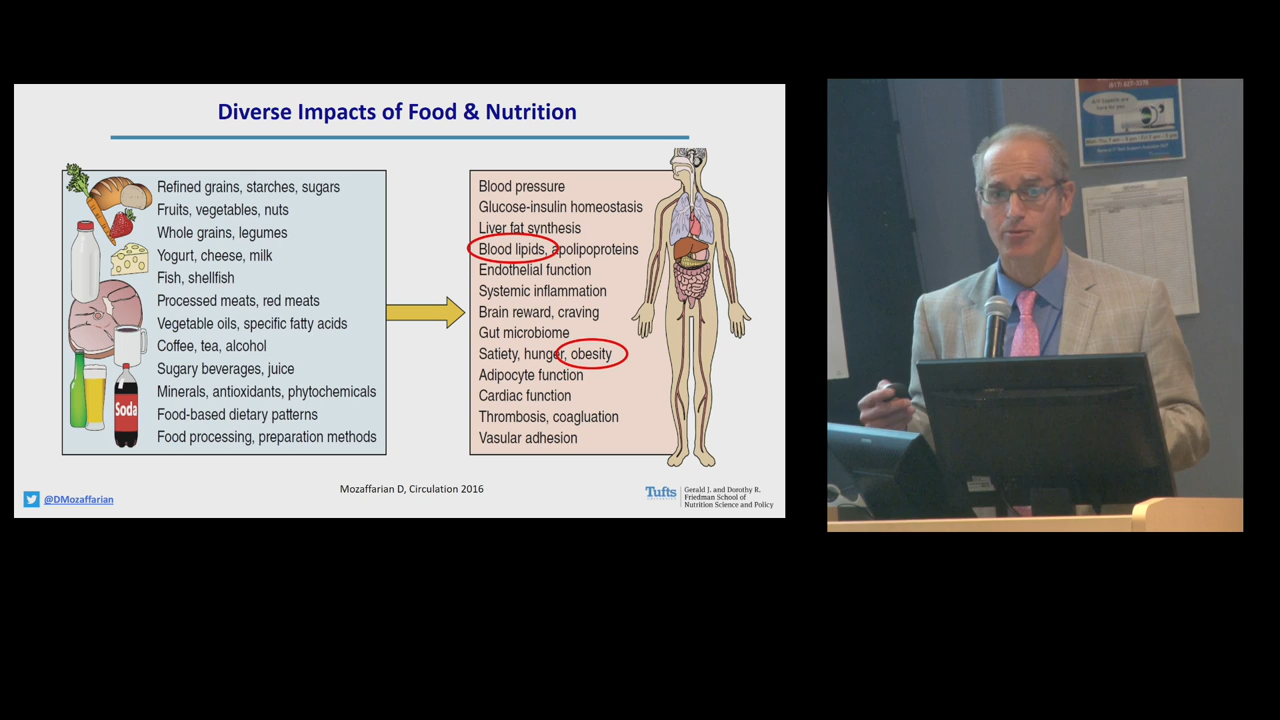 Diverse Impacts of Food & Nutrition
Refined grains, starches, sugars
Fruits, vegetables, nuts
Whole grains, legumes
Yogurt, cheese, milk
Fish, shellfish
Processed meats, red meats
Vegetable oils, specific fatty acids
Coffee, tea, alcohol
Sugary beverages, juice
Minerals, antioxidants, phytochemicals
Food-based dietary patterns
Food processing, preparation methods
Soda
Blood pressure
Glucose-insulin homeostasis
Liver fat synthesis
Blood lipids, apolipoproteins
Endothelial function
Systemic inflammation
Brain reward, craving
Gut microbiome
Satiety, hunger, obesity
Adipocyte function
Cardiac function
Thrombosis, coagluation
Vascular adhesion
Mozaffarian D, Circulation 2016
@DMozaffarian
Tufts
Gerald J. and Dorothy R.
Friedman School of
Nutrition Science and Policy